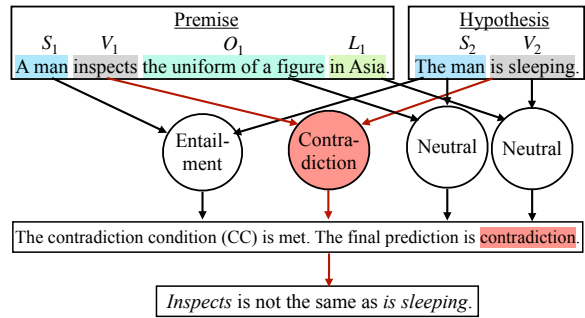 Premise
Hypothesis
S1 V1 O1 L1
S2 V2
A man inspects the uniform of a figure in Asia.
The man is sleeping.
Entail-
ment
Contra-
diction
Neutral
Neutral
The contradiction condition (CC) is met. The final prediction is contradiction.
Inspects is not the same as is sleeping.